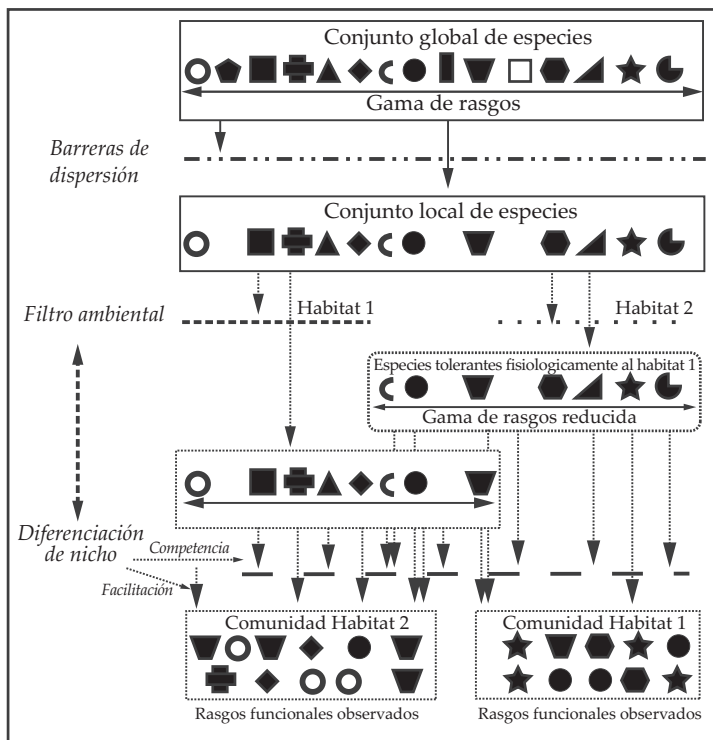 Conjunto global de especies
Gama de rasgos
Barreras de
dispersión
Conjunto local de especies
Filtro ambiental
Habitat 1
Habitat 2
Especies tolerantes fisiologicamente al habitat 1
Gama de rasgos reducida
Diferenciación
de nicho
Competencia
Facilitación
Comunidad Habitat 2
Comunidad Habitat 1
Rasgos funcionales observados
Rasgos funcionales observados